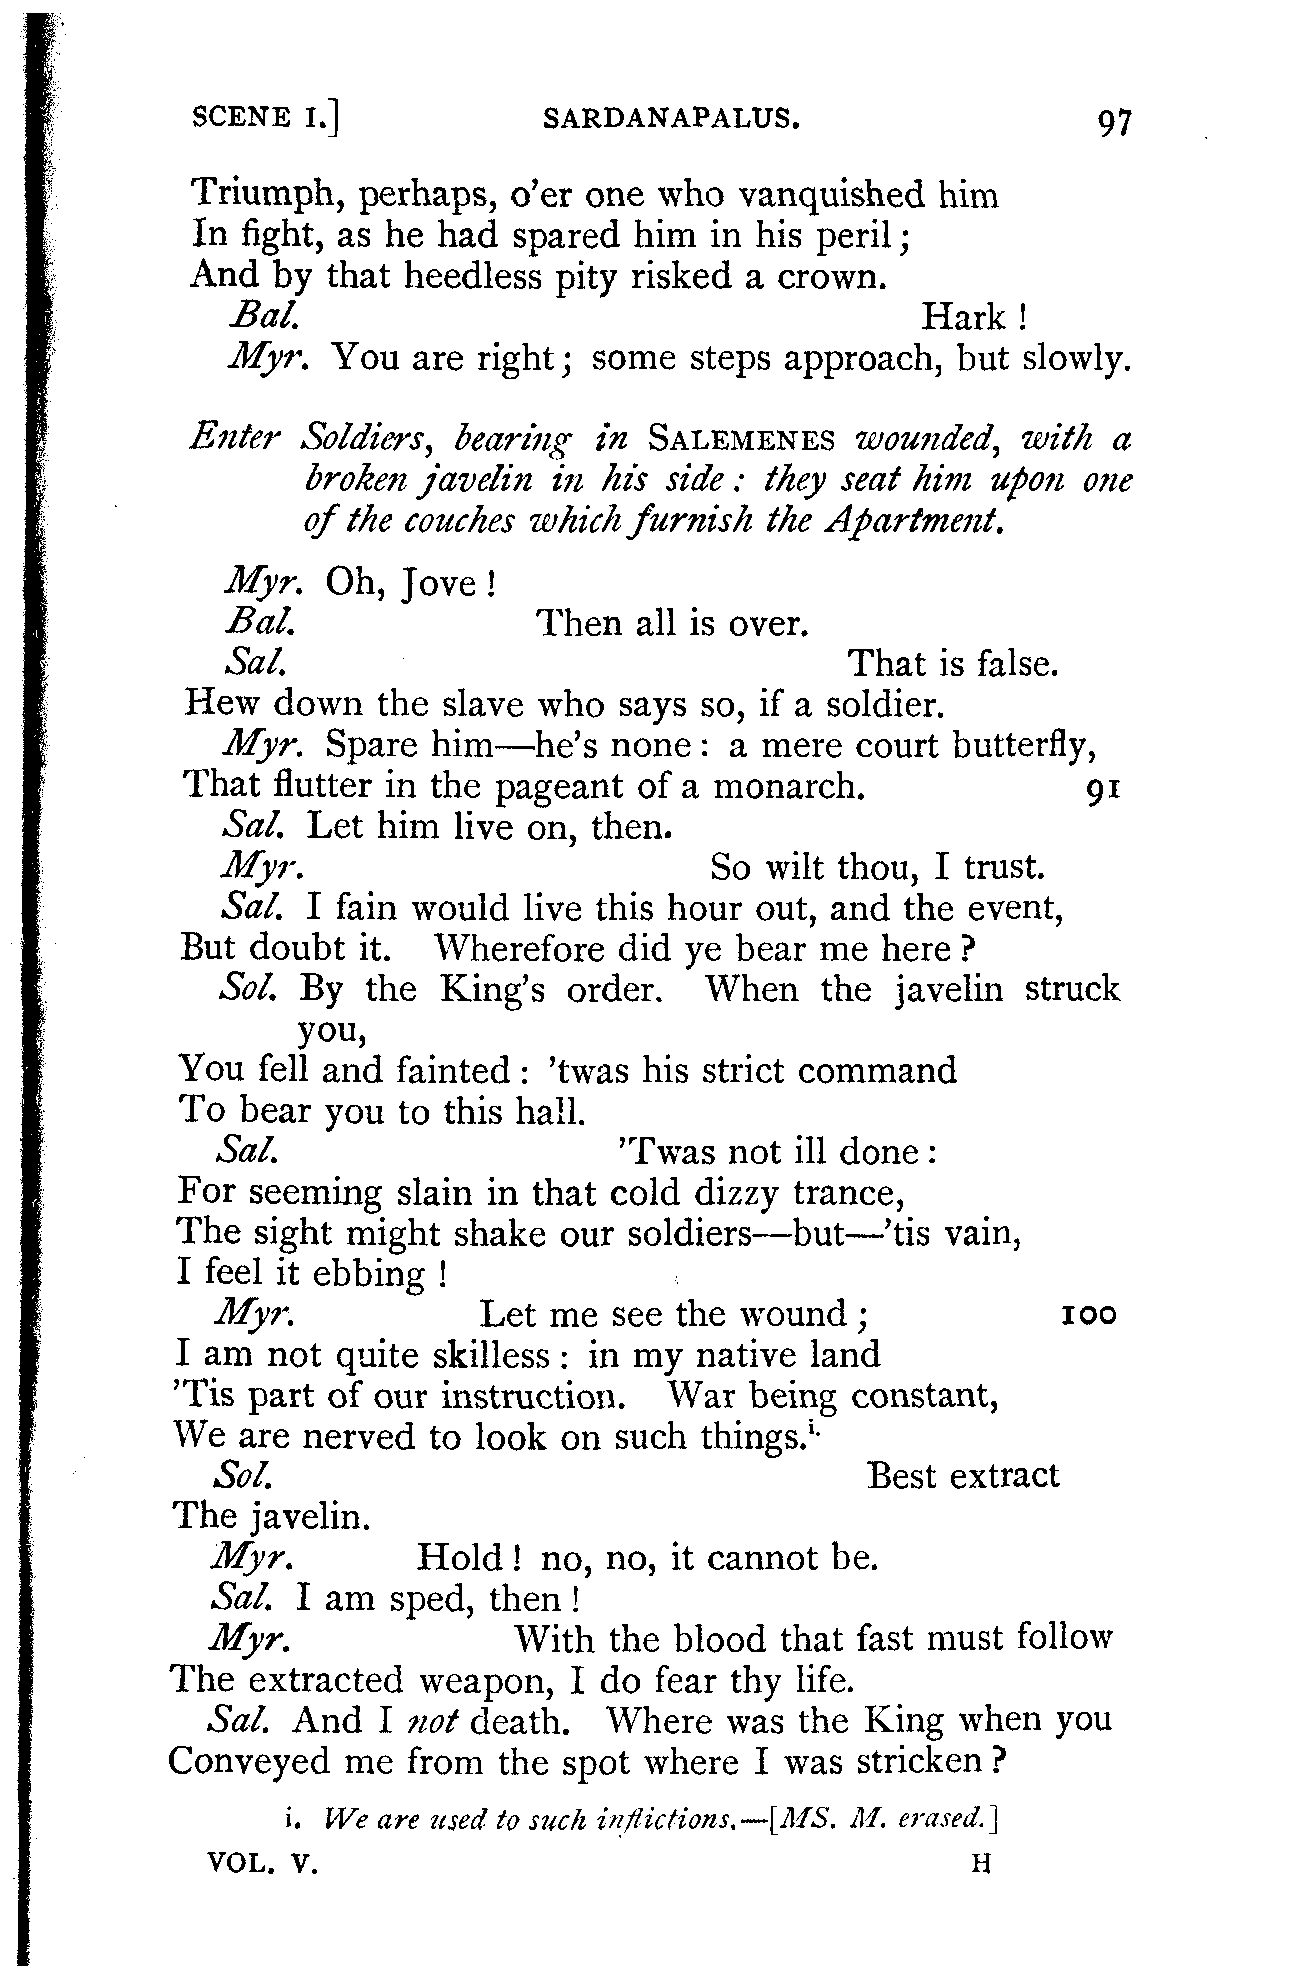 SCENE I.] SARDANAPALUS. 97
Triumph, perhaps, o'er one who vanquished him
In fight, as he had spared him in his peril;
And by that heedless pity risked a crown.
Bal. Hark!
Myr. You are right; some steps approach, but slowly.
Enter Soldiers, bearing in SALEMENES wounded, with a
broken javelin in his side: they seat him upon one
of the couches which furnish the Apartment.
Myr. Oh, Jove!
Bal. Then all is over.
Sal. That is false.
Hew down the slave who says so, if a soldier.
Myr. Spare him—he's none: a mere court butterfly,
That flutter in the pageant of a monarch. 91
Sal. Let him live on, then.
Myr. So wilt thou, I trust.
Sal. I fain would live this hour out, and the event,
But doubt it. Wherefore did ye bear me here?
Sol. By the King's order. When the javelin struck
you,
You fell and fainted: 'twas his strict command
To bear you to this hall.
Sal. 'Twas not ill done:
For seeming slain in that cold dizzy trance,
The sight might shake our soldiers—but—'tis vain,
I feel it ebbing!
Myr. Let me see the wound; 100
I am not quite skilless: in my native land
'Tis part of our instruction. War being constant,
We are nerved to look on such things.i.
Sol. Best extract
The javelin.
Myr. Hold! no, no, it cannot be.
Sal. I am sped, then!
Myr. With the blood that fast must follow
The extracted weapon, I do fear thy life.
Sal. And I not death. Where was the King when you
Conveyed me from the spot where I was stricken?
i. We are used to such inflictions.—[MS. M. erased.]
VOL. V. H